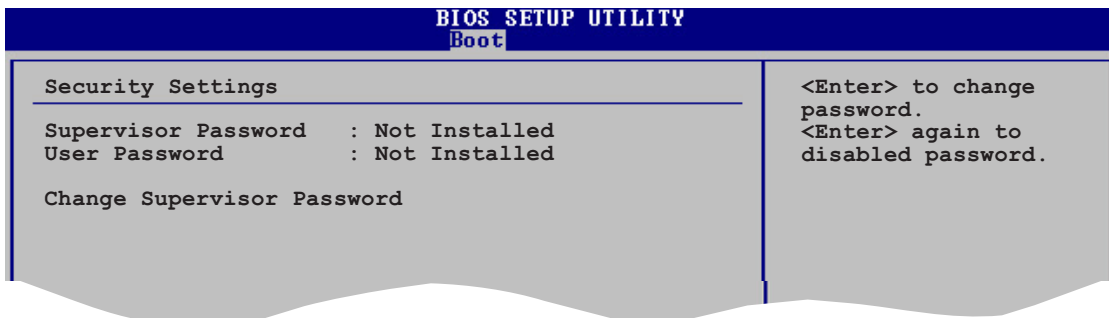 BIOS SETUP UTILITY
Boot
Security Settings
Supervisor Password : Not Installed
User Password : Not Installed
Change Supervisor Password
<Enter> to change
password.
<Enter> again to
disabled password.